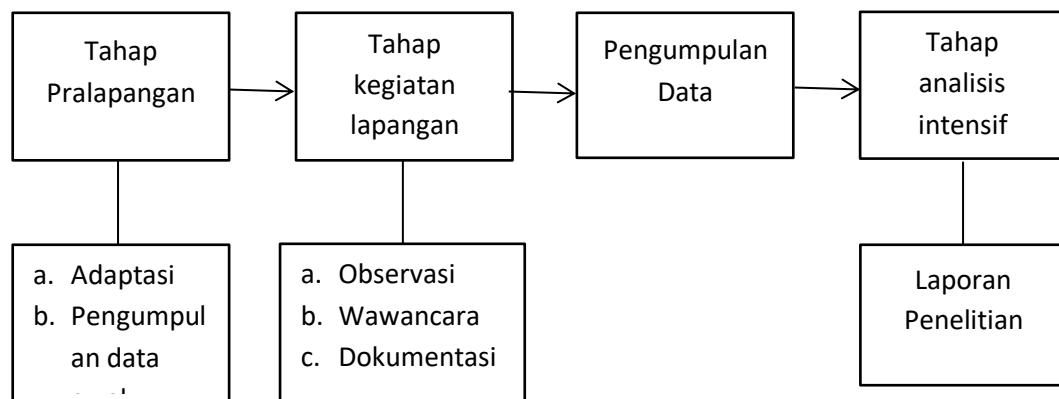 Tahap
Pralapangan
Tahap
kegiatan
lapangan
Pengumpulan
Data
Tahap
analisis
intensif
a. Adaptasi
b. Pengumpul
an data
a. Observasi
b. Wawancara
c. Dokumentasi
Laporan
Penelitian